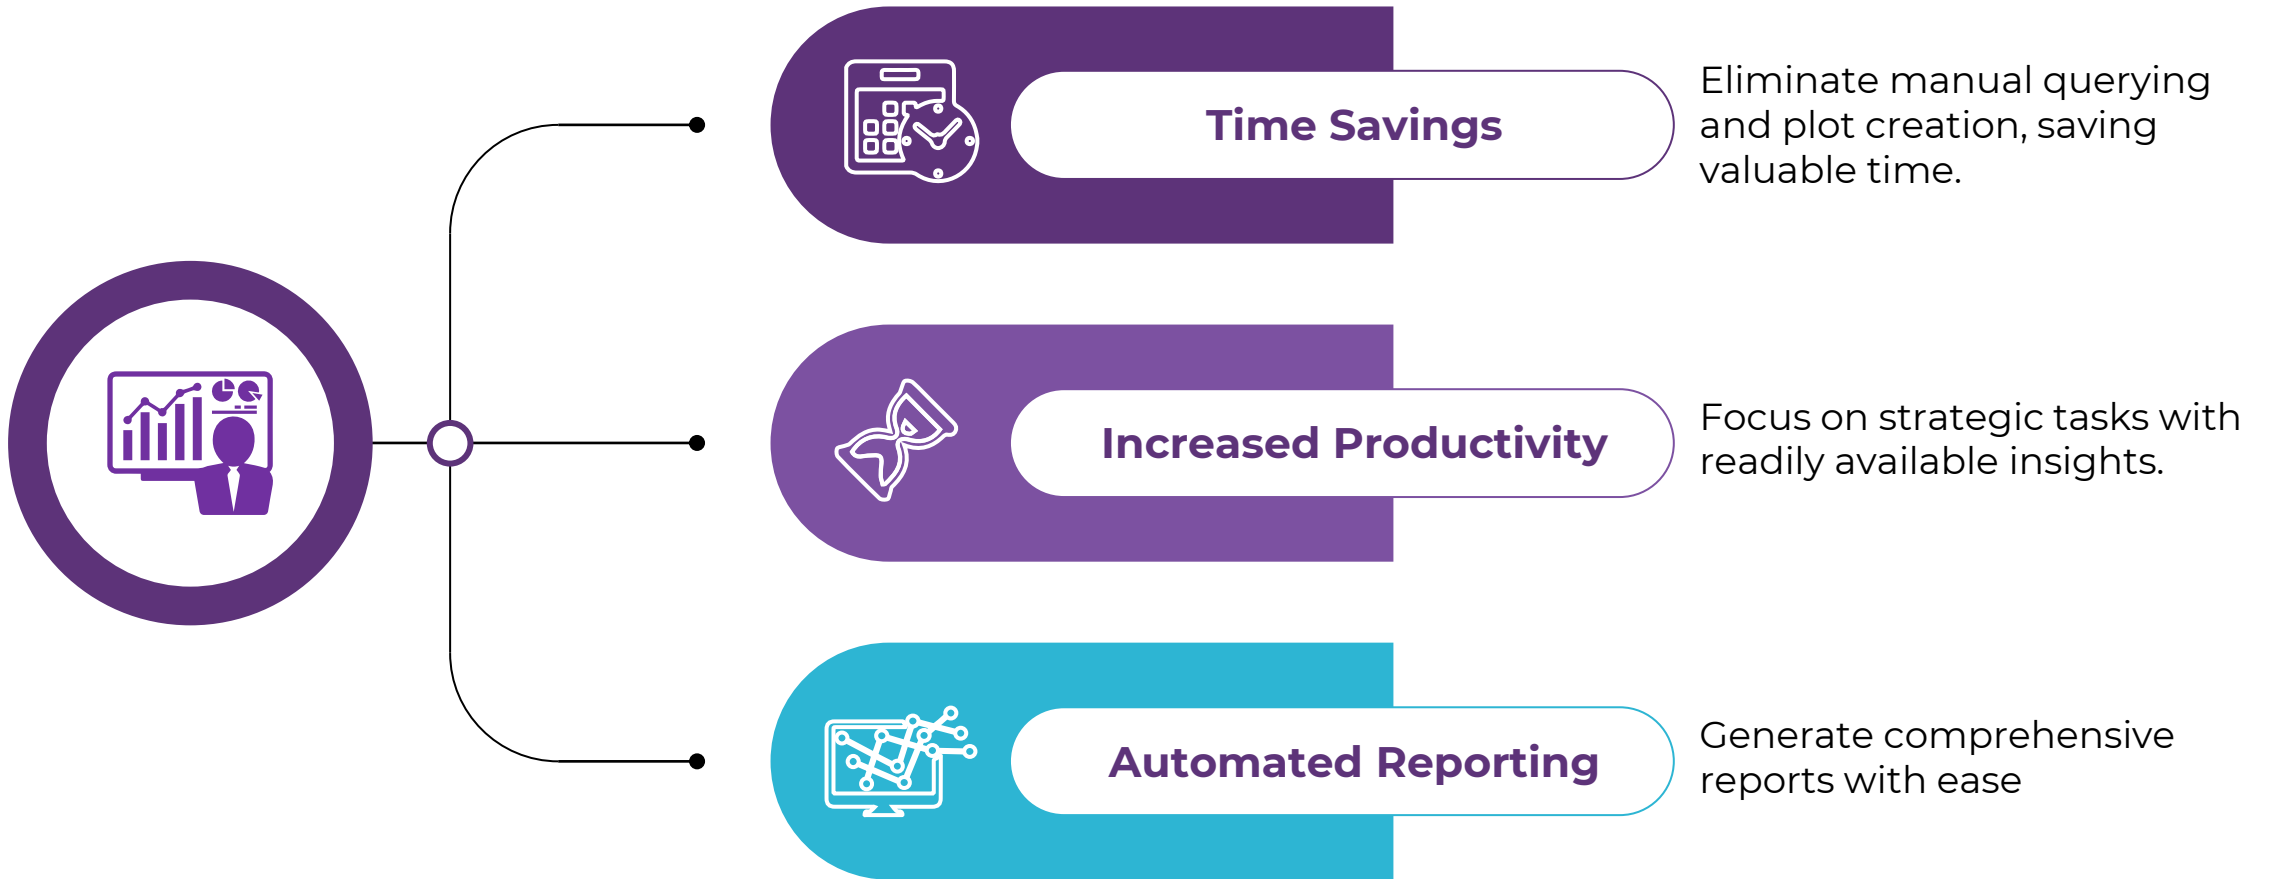 Time Savings
Eliminate manual querying
and plot creation, saving
valuable time.
Increased Productivity
Focus on strategic tasks with
readily available insights.
Automated Reporting
Generate comprehensive
reports with ease